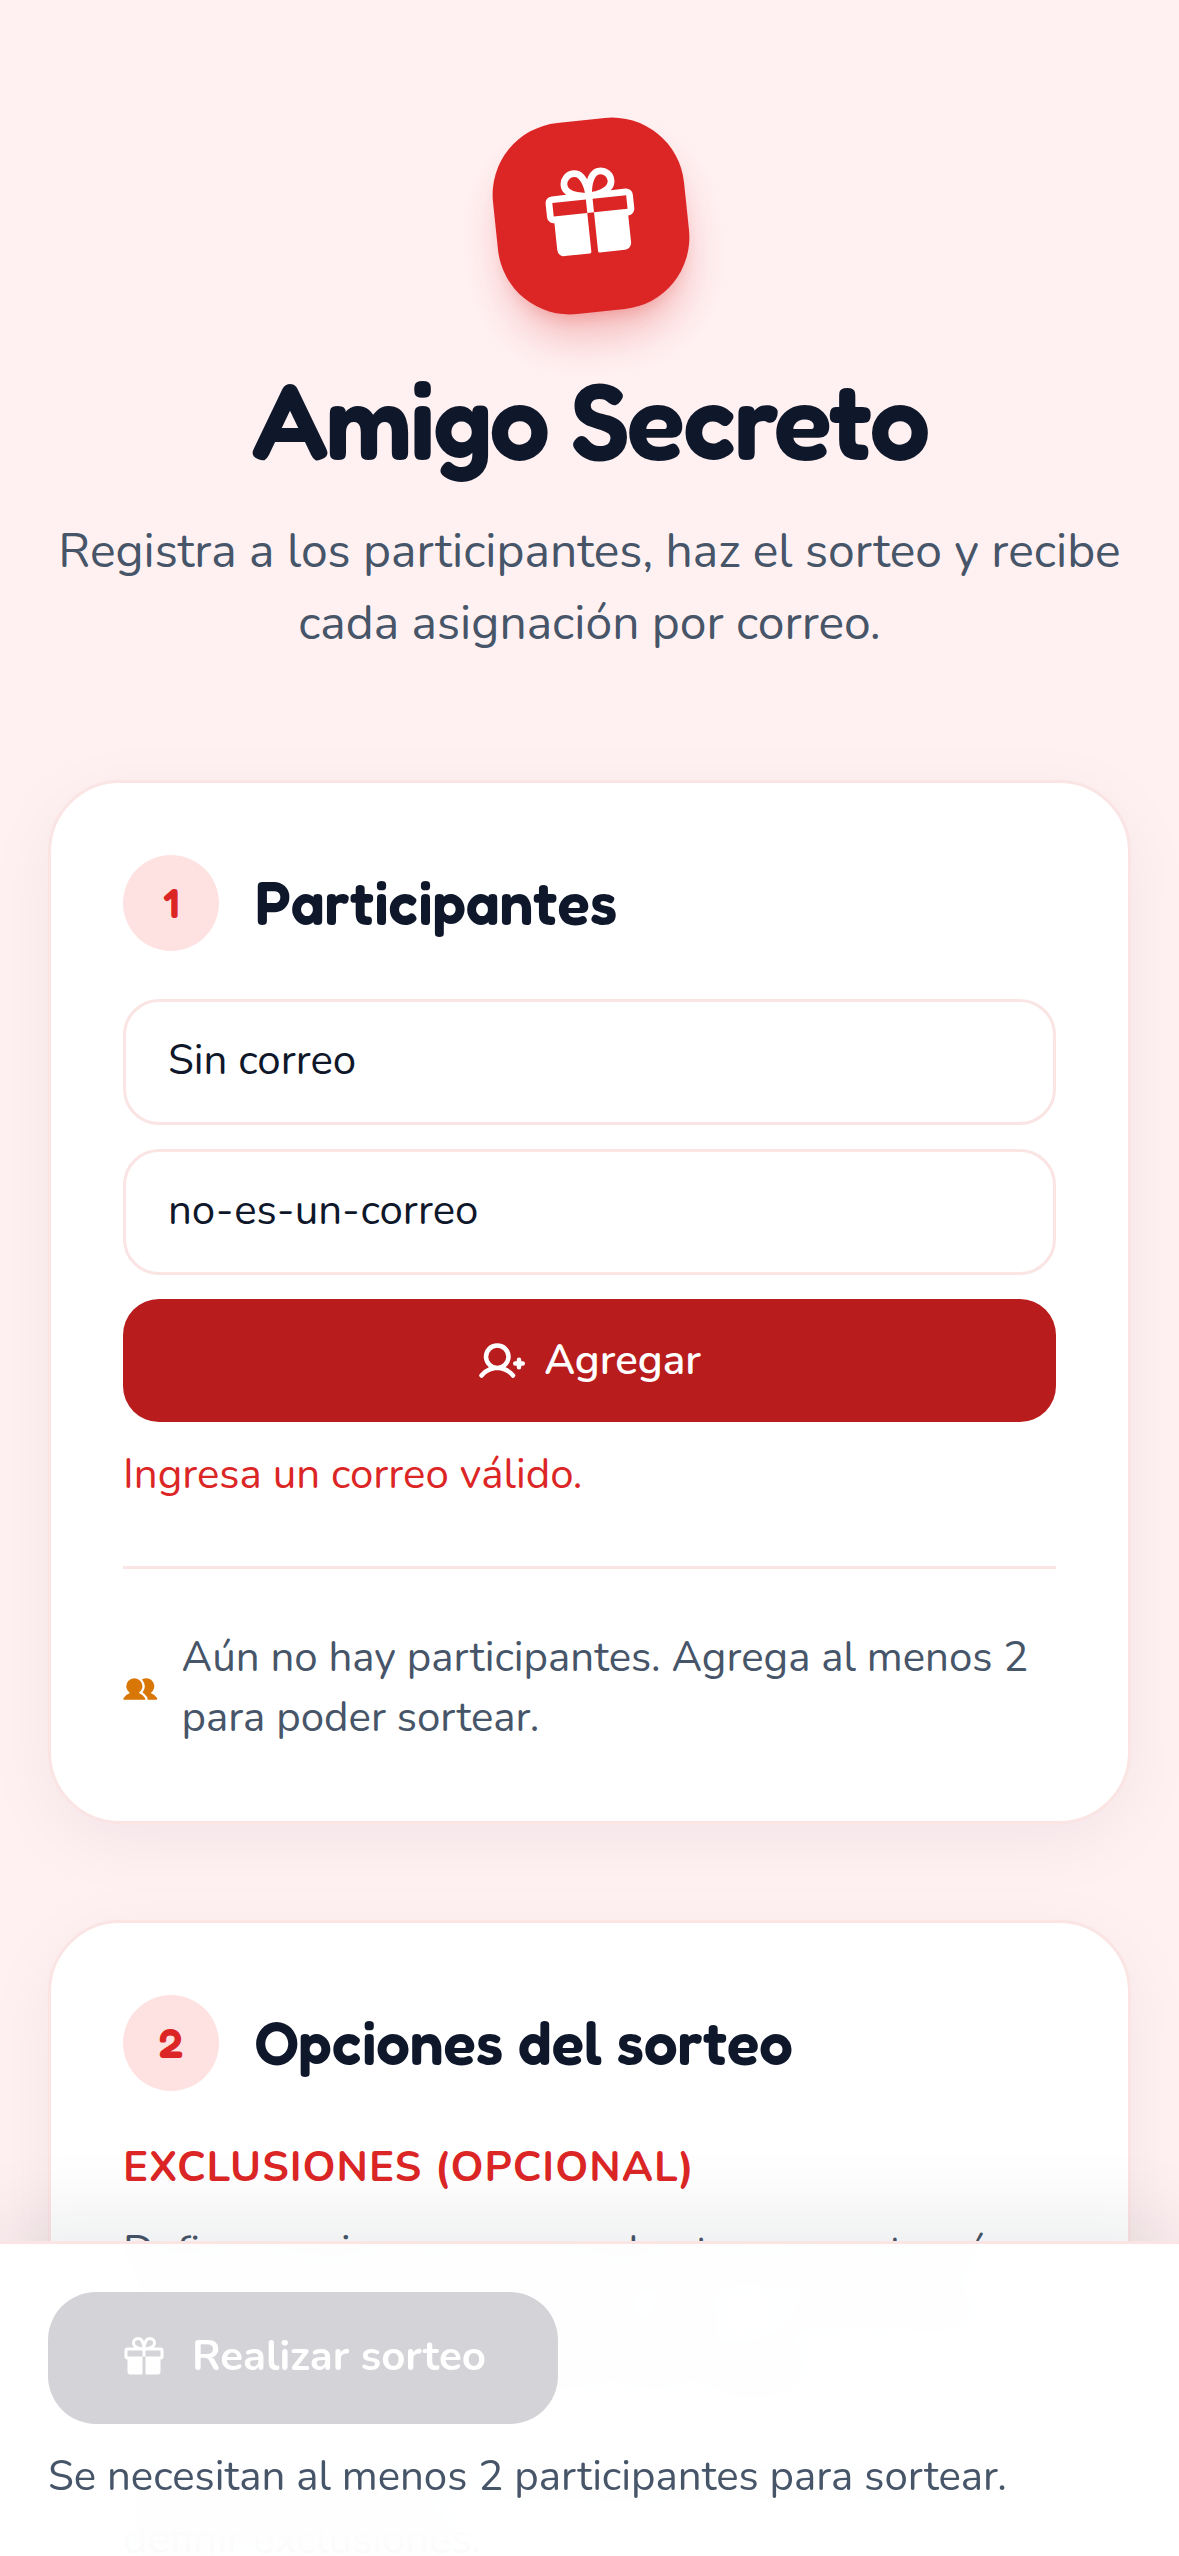 Amigo Secreto
Registra a los participantes, haz el sorteo y recibe
cada asignación por correo.
1
Participantes
Sin correo
no-es-un-correo
Agregar
Ingresa un correo válido.
Aún no hay participantes. Agrega al menos 2
para poder sortear.
2
Opciones del sorteo
EXCLUSIONES (OPCIONAL)
Realizar sorteo
Se necesitan al menos 2 participantes para sortear.
definir exclusiones.